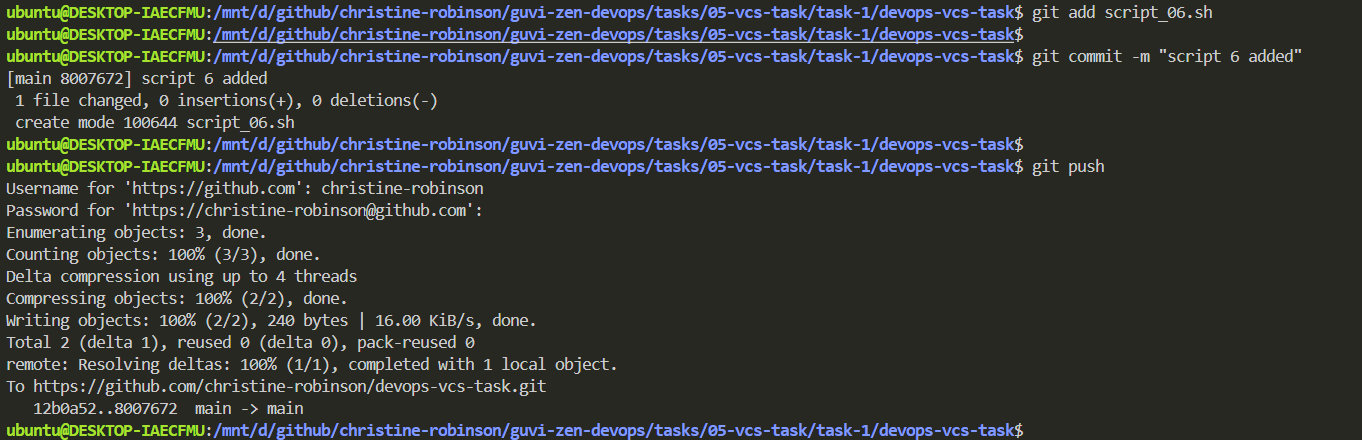 ubuntu@DESKTOP-IAECFMU:/mnt/d/github/christine-robinson/guvi-zen-devops/tasks/05-vcs-task/task-1/devops-vcs-task$ git add script_06.sh
ubuntu@DESKTOP-IAECFMU:/mnt/d/github/christine-robinson/guvi-zen-devops/tasks/05-vcs-task/task-1/devops-vcs-task$
ubuntu@DESKTOP-IAECFMU:/mnt/d/github/christine-robinson/guvi-zen-devops/tasks/05-vcs-task/task-1/devops-vcs-task$ git commit -m "script 6 added"
[main 8007672] script 6 added
 1 file changed, 0 insertions(+), 0 deletions(-)
 create mode 100644 script_06.sh
ubuntu@DESKTOP-IAECFMU:/mnt/d/github/christine-robinson/guvi-zen-devops/tasks/05-vcs-task/task-1/devops-vcs-task$
ubuntu@DESKTOP-IAECFMU:/mnt/d/github/christine-robinson/guvi-zen-devops/tasks/05-vcs-task/task-1/devops-vcs-task$ git push
Username for 'https://github.com': christine-robinson
Password for 'https://christine-robinson@github.com':
Enumerating objects: 3, done.
Counting objects: 100% (3/3), done.
Delta compression using up to 4 threads
Compressing objects: 100% (2/2), done.
Writing objects: 100% (2/2), 240 bytes | 16.00 KiB/s, done.
Total 2 (delta 1), reused 0 (delta 0), pack-reused 0
remote: Resolving deltas: 100% (1/1), completed with 1 local object.
To https://github.com/christine-robinson/devops-vcs-task.git
   12b0a52..8007672  main -> main
ubuntu@DESKTOP-IAECFMU:/mnt/d/github/christine-robinson/guvi-zen-devops/tasks/05-vcs-task/task-1/devops-vcs-task$